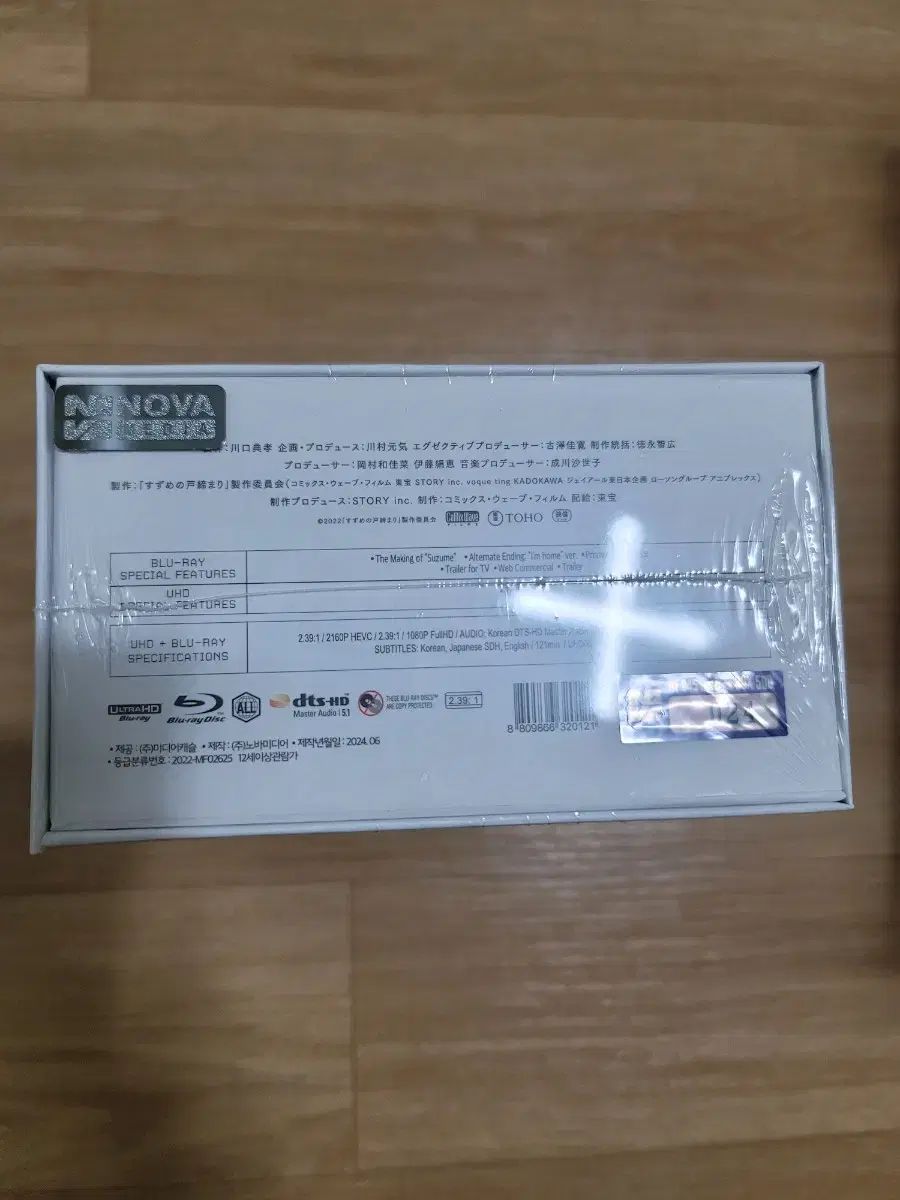 NOVA
川口典孝 企画・プロデュース:川村元気 エグゼクティブプロデューサー:古澤佳寛 制作統括:徳永智広
プロデューサー:岡村和佳菜 伊藤絹恵 音楽プロデューサー:成川沙世子
製作:「すずめの戸締まり」製作委員会(コミックス・ウェーブ・フィルム 東宝 STORY inc. voque ting KADOKAWA ジェイアール東日本企画 ローソングループ アニプレックス)
制作プロデュース:STORY inc. 制作:コミックス・ウェーブ・フィルム 配給:東宝
©2022「すずめの戸締まり」製作委員会 TOHO
BLU-RAY
SPECIAL FEATURES
•The Making of "Suzume" •Alternate Ending: "I'm home" ver.
•Trailer for TV •Web Commercial •Trailer
UHD
SPECIAL FEATURES
UHD + BLU-RAY
SPECIFICATIONS
2.39:1 / 2160P HEVC / 2.39:1 / 1080P FullHD / AUDIO: Korean DTS-HD Master
SUBTITLES: Korean, Japanese SDH, English / 121min.
ULTRA HD
Blu-ray
Blu-ray Disc
ALL
dts-HD
Master Audio | 5.1
THESE BLU-RAY DISCS™
ARE COPY PROTECTED.
2.39:1
8 809866 320121
• 제공 : (주)미디어캐슬 • 제작 : (주)노바미디어 • 제작년월일 : 2024. 06
• 등급분류번호 : 2022-MF02625 12세이상관람가